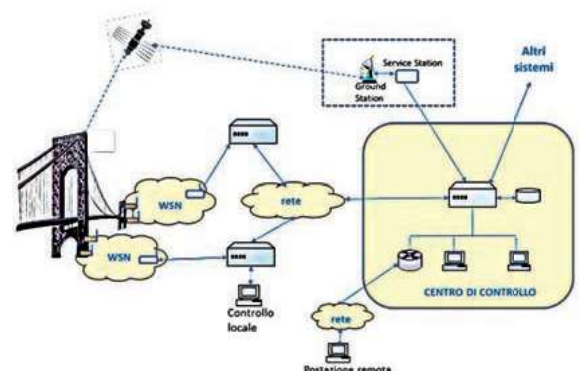 Altri
sistemi
Service Station
Ground
Station
WSN
rete
WSN
CENTRO DI CONTROLLO
Controllo
locale
rete
Postazione remota